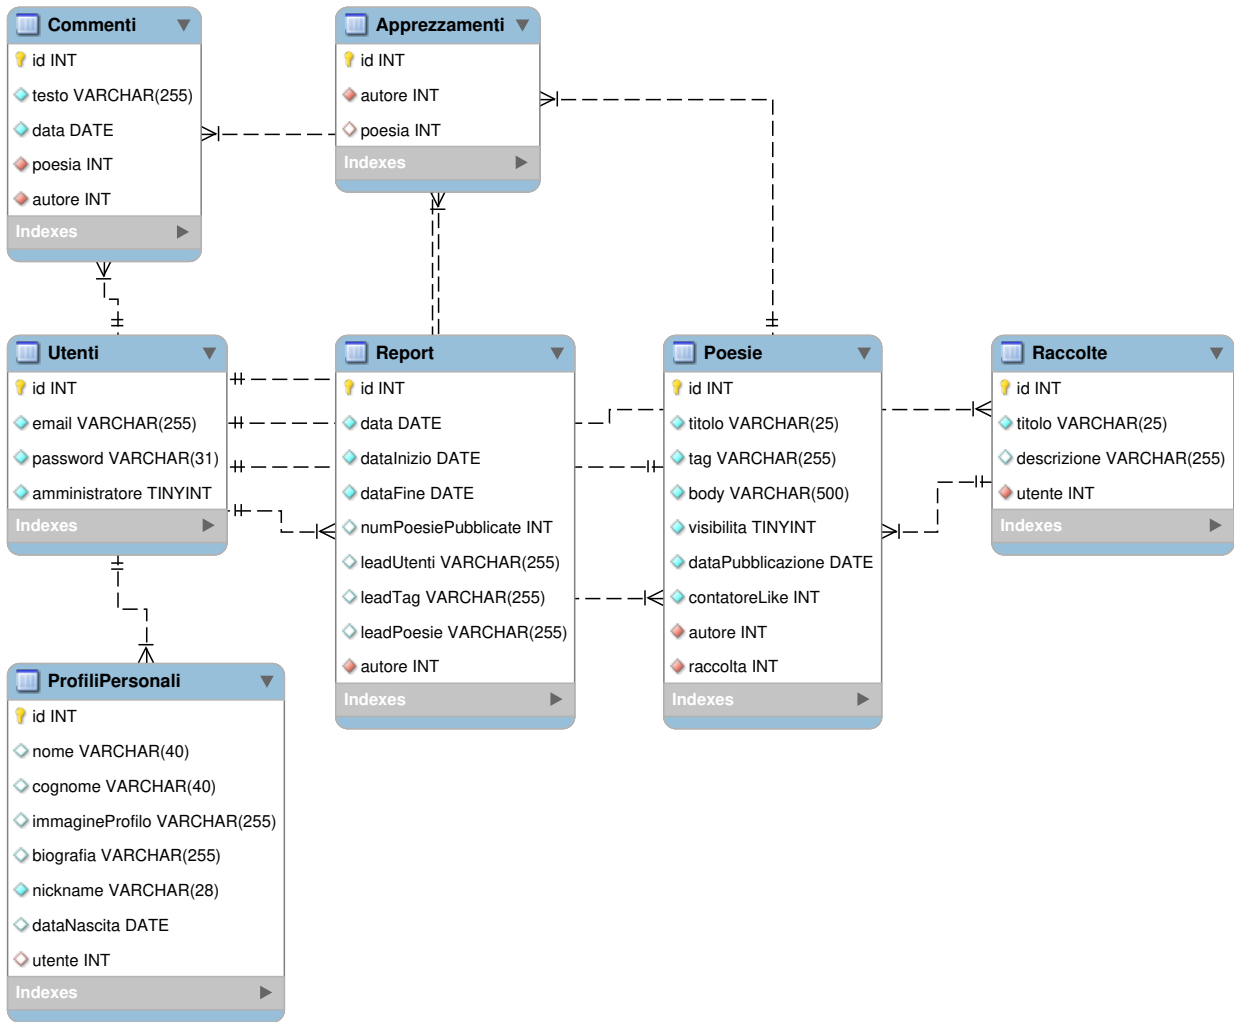 Commenti
id INT
testo VARCHAR(255)
data DATE
poesia INT
autore INT
Indexes
Apprezzamenti
id INT
autore INT
poesia INT
Indexes
Utenti
id INT
email VARCHAR(255)
password VARCHAR(31)
amministratore TINYINT
Indexes
Report
id INT
data DATE
dataInizio DATE
dataFine DATE
numPoesiePubblicate INT
leadUtenti VARCHAR(255)
leadTag VARCHAR(255)
leadPoesie VARCHAR(255)
autore INT
Indexes
Poesie
id INT
titolo VARCHAR(25)
tag VARCHAR(255)
body VARCHAR(500)
visibilita TINYINT
dataPubblicazione DATE
contatoreLike INT
autore INT
raccolta INT
Indexes
Raccolte
id INT
titolo VARCHAR(25)
descrizione VARCHAR(255)
utente INT
Indexes
ProfiliPersonali
id INT
nome VARCHAR(40)
cognome VARCHAR(40)
immagineProfilo VARCHAR(255)
biografia VARCHAR(255)
nickname VARCHAR(28)
dataNascita DATE
utente INT
Indexes